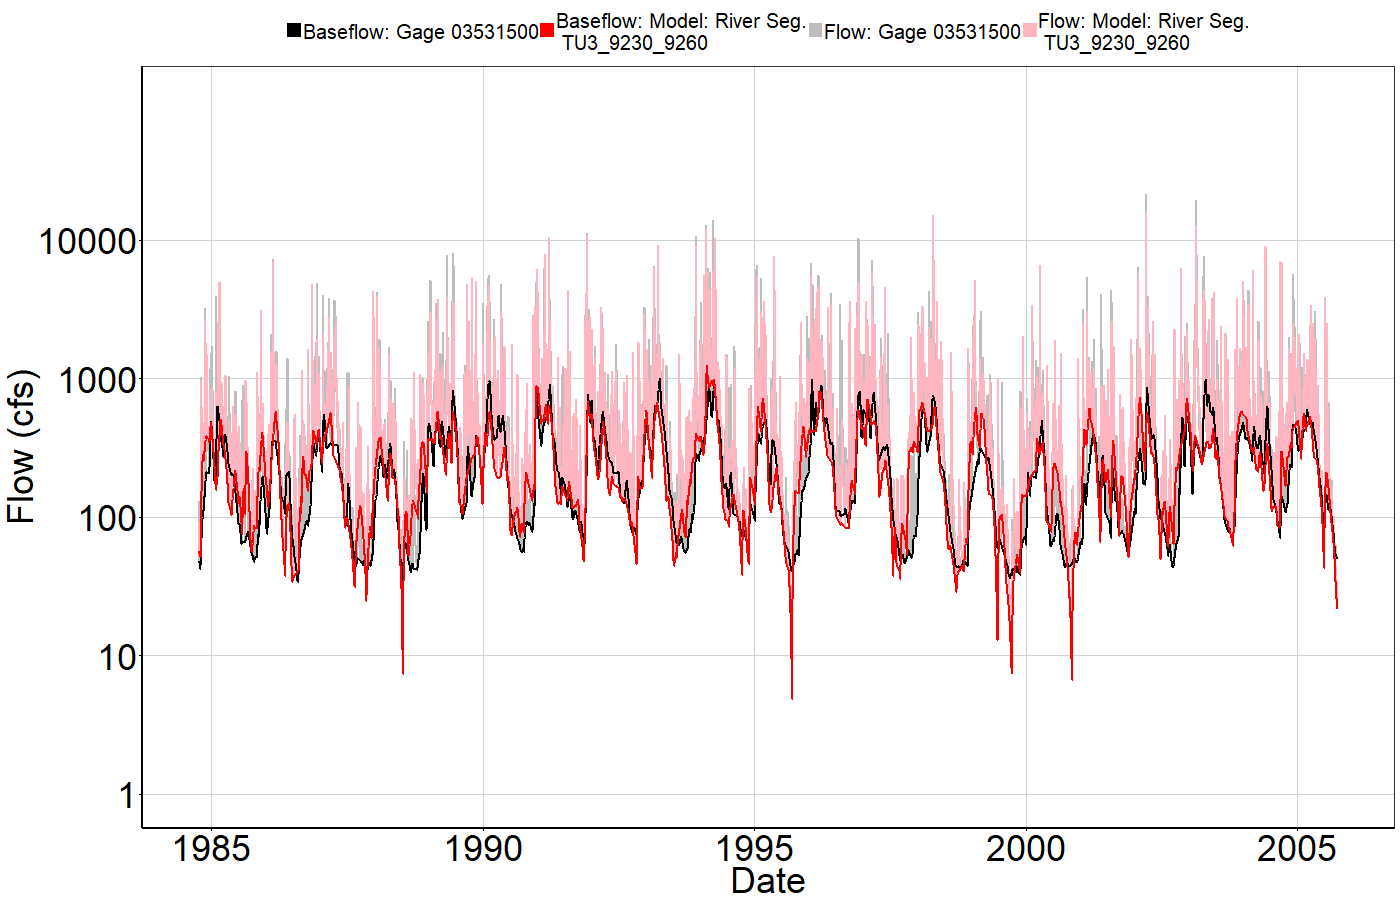 Baseflow: Gage 03531500 Baseflow: Model: River Seg. Flow: Gage 03531500 Flow: Model: River Seg.
TU3_9230_9260 TU3_9230_9260
Flow (cfs)
10000
1000
100
10
1
1985 1990 1995 2000 2005
Date